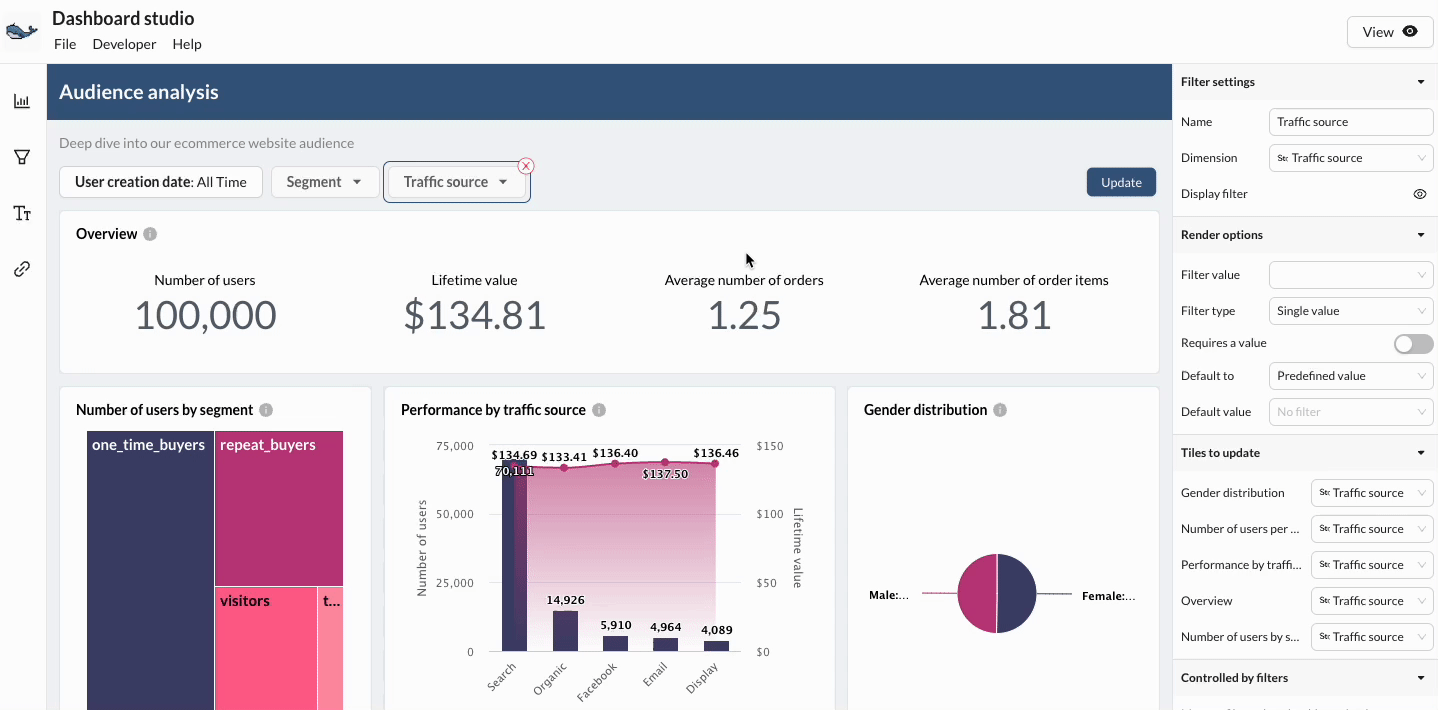 Dashboard studio
File Developer Help
View
Audience analysis
Deep dive into our ecommerce website audience
User creation date: All Time
Segment
Traffic source
Update
Overview
Number of users
100,000
Lifetime value
$134.81
Average number of orders
1.25
Average number of order items
1.81
Number of users by segment
one_time_buyers
repeat_buyers
visitors
t...
Performance by traffic source
75,000
50,000
25,000
0
Number of users
$134.69
$133.41
$136.40
$137.50
$136.46
70,111
14,926
5,910
4,964
4,089
$150
$100
$50
$0
Lifetime value
Search
Organic
Facebook
Email
Display
Gender distribution
Male:...
Female:...
Filter settings
Name
Traffic source
Dimension
Str Traffic source
Display filter
Render options
Filter value
Filter type
Single value
Requires a value
Default to
Predefined value
Default value
No filter
Tiles to update
Gender distribution
Str Traffic source
Number of users per ...
Str Traffic source
Performance by traffi...
Str Traffic source
Overview
Str Traffic source
Number of users by s...
Str Traffic source
Controlled by filters